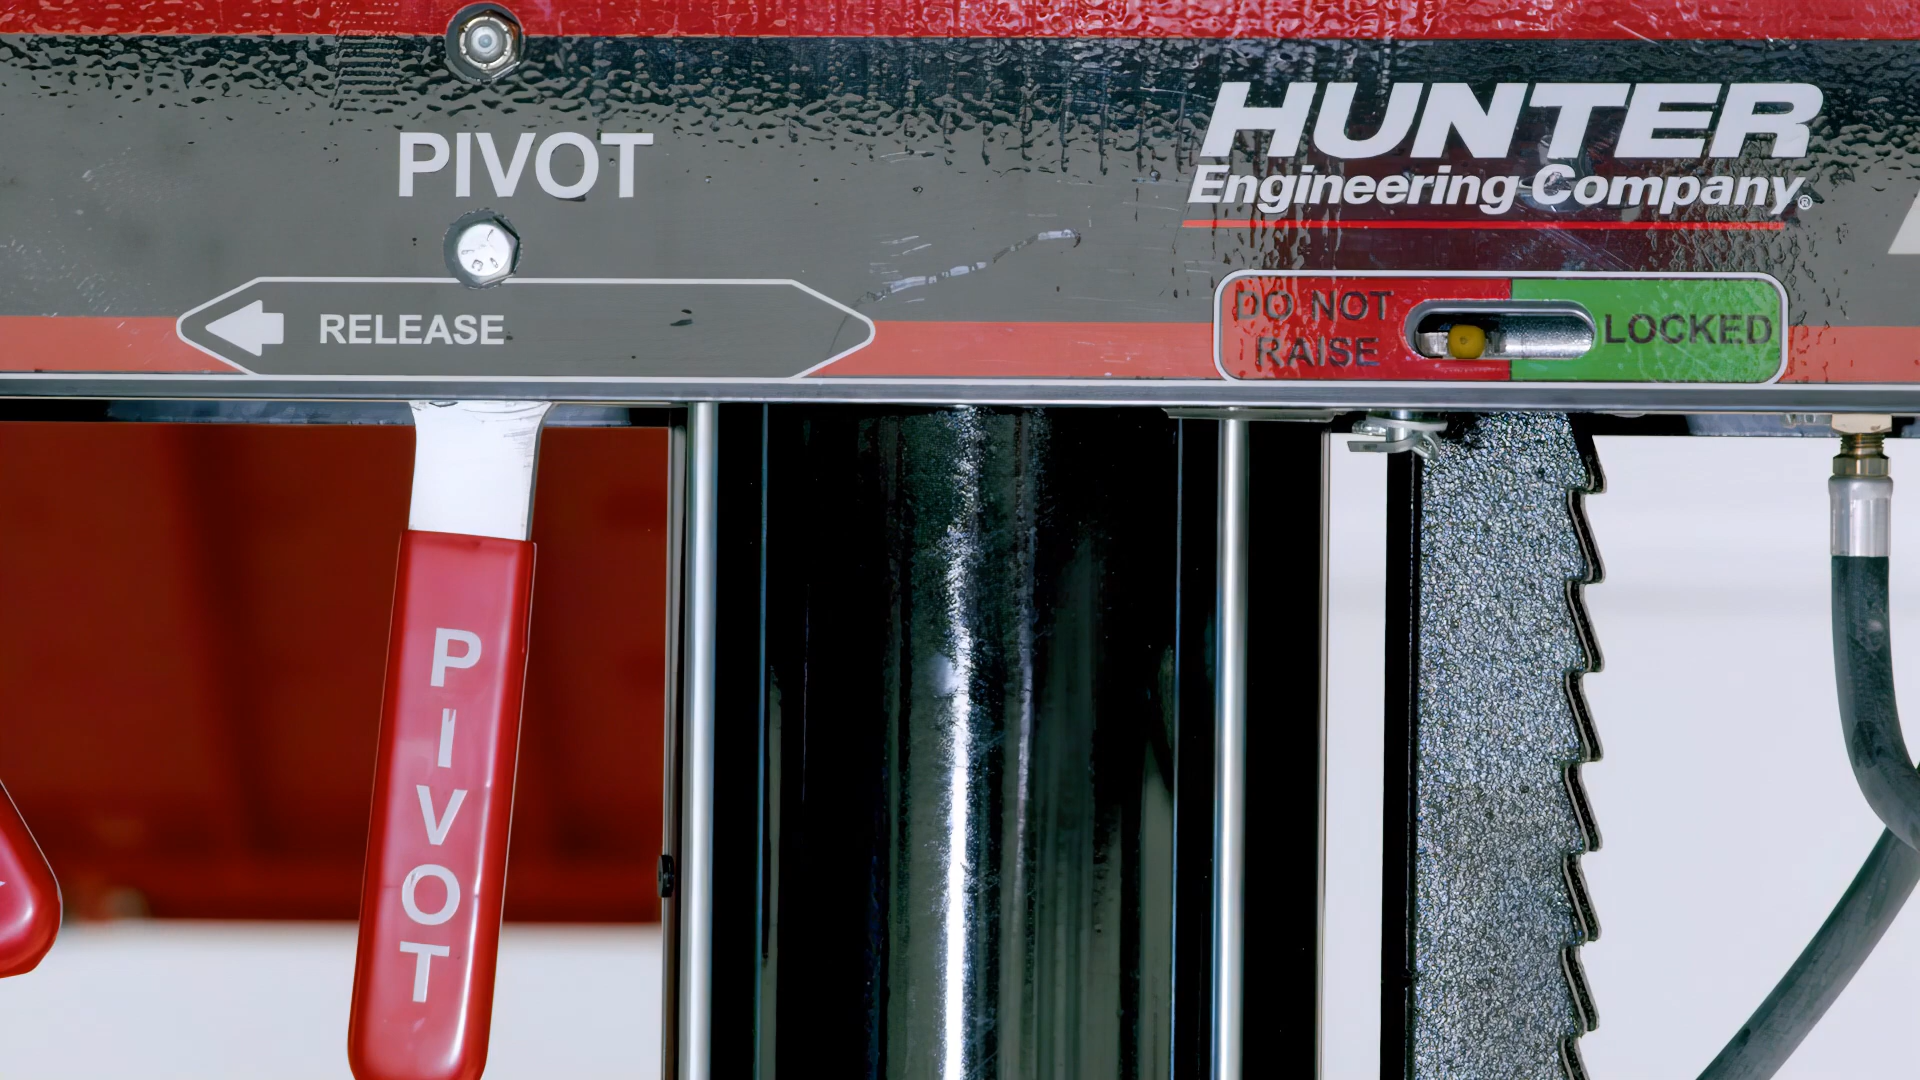 HUNTER
Engineering Company®
PIVOT
RELEASE
DO NOT
RAISE
LOCKED
PIVOT